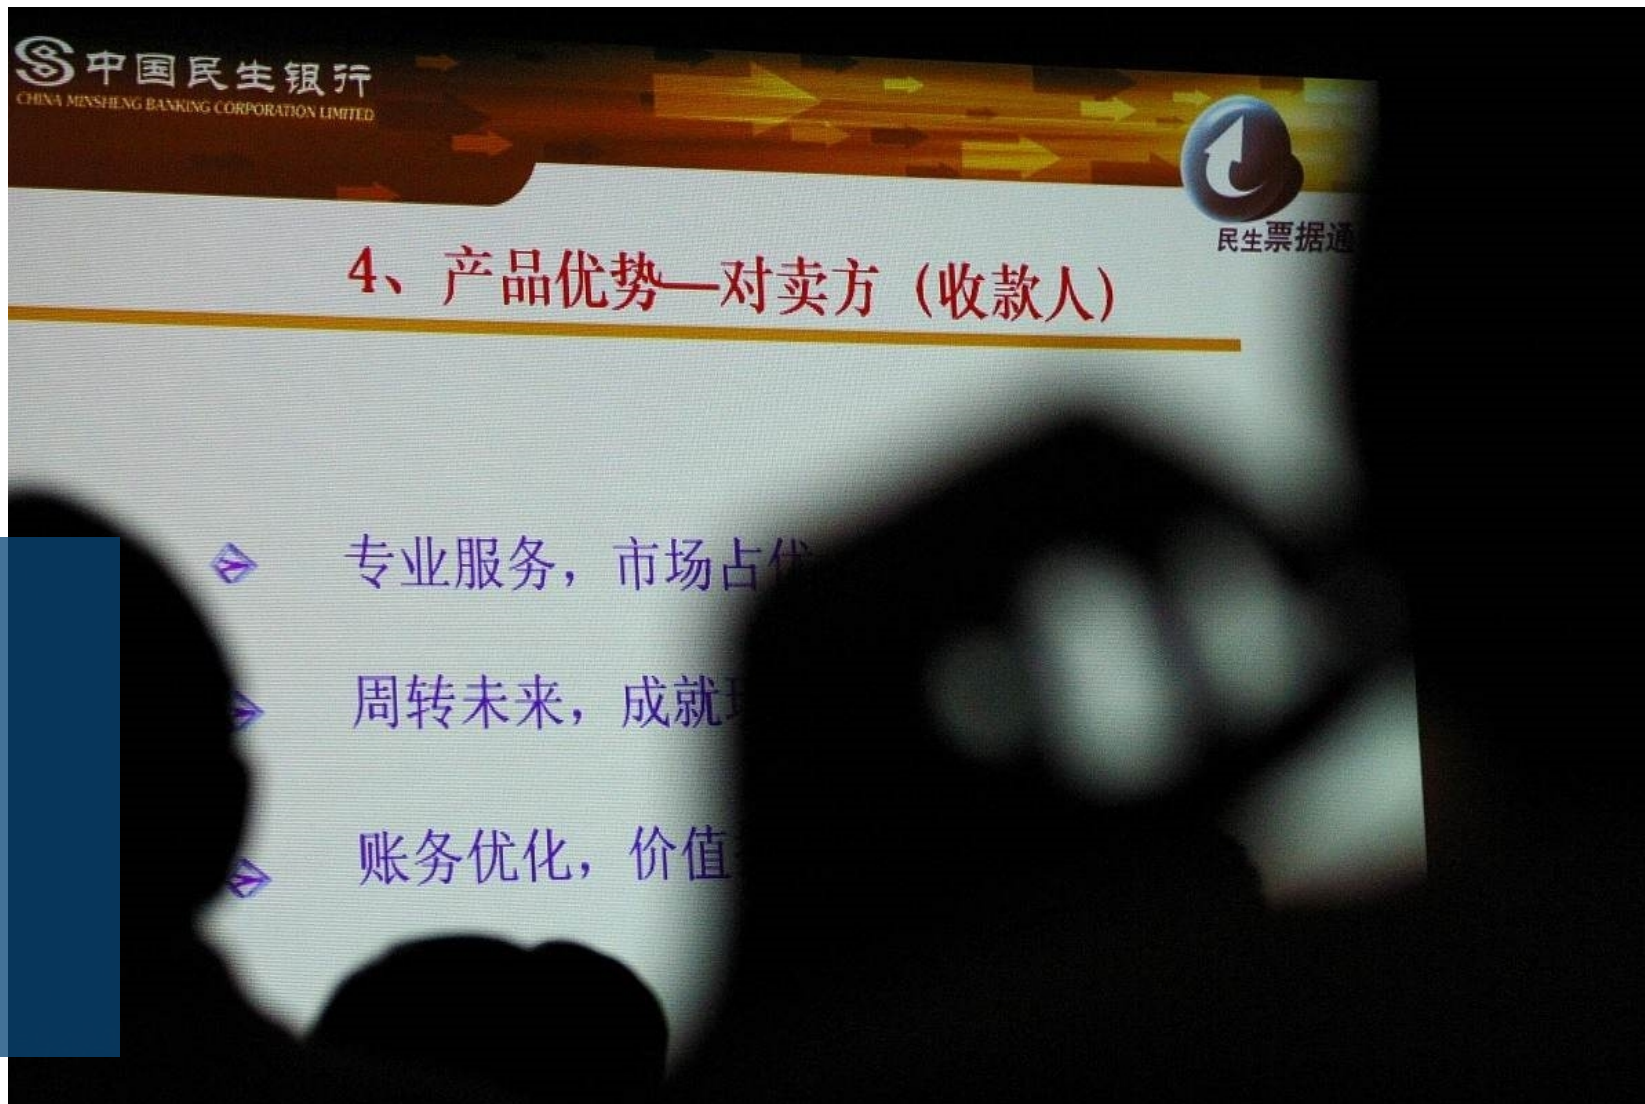 中国民生银行
CHINA MINSHENG BANKING CORPORATION LIMITED
民生票据通
4、产品优势—对卖方（收款人）
专业服务，市场占优
周转未来，成就
账务优化，价值